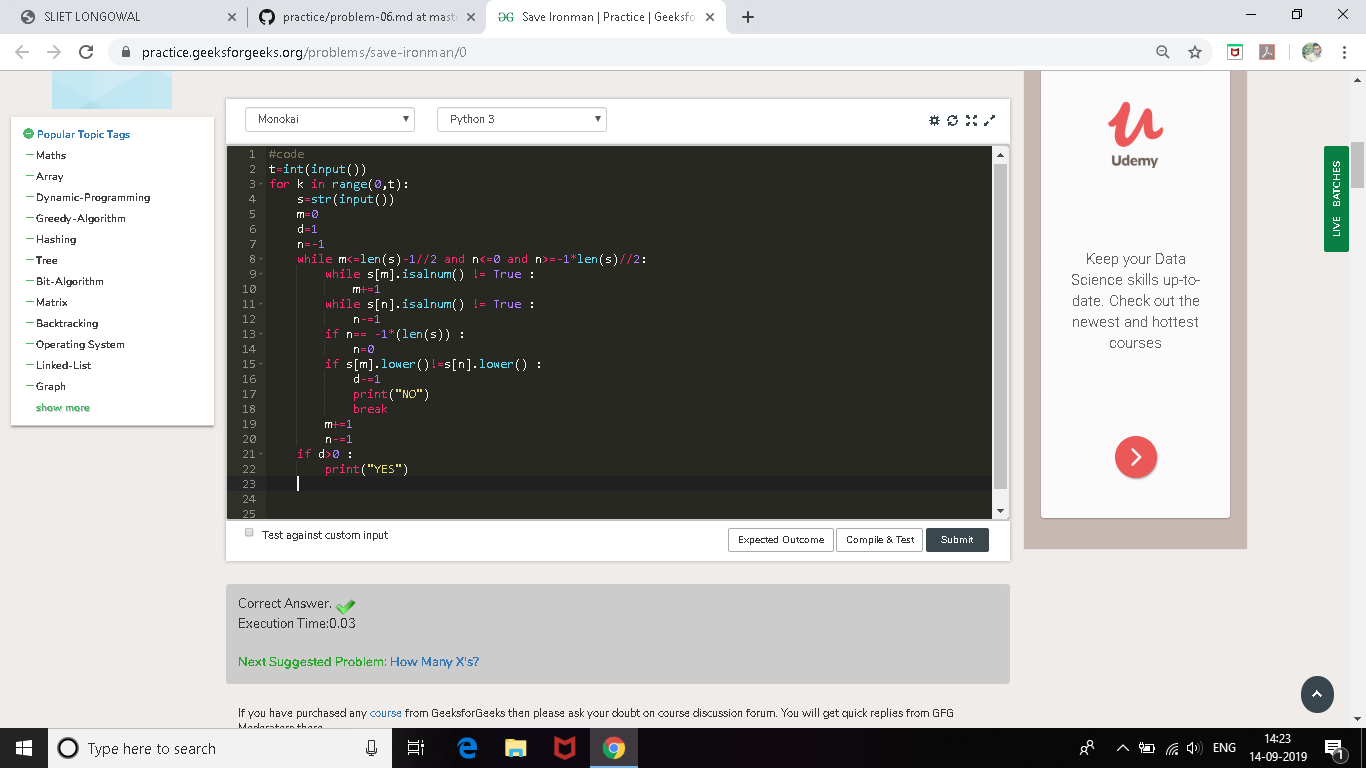 SLIET LONGOWAL
practice/problem-06.md at mast
Save Ironman | Practice | Geeksfo
practice.geeksforgeeks.org/problems/save-ironman/0
Popular Topic Tags
Maths
Array
Dynamic-Programming
Greedy-Algorithm
Hashing
Tree
Bit-Algorithm
Matrix
Backtracking
Operating System
Linked-List
Graph
show more
Monokai
Python 3
1 #code
2 t=int(input())
3 for k in range(0,t):
4 s=str(input())
5 m=0
6 d=1
7 n=-1
8 while m<=len(s)-1//2 and n<=0 and n>=-1*len(s)//2:
9 while s[m].isalnum() != True :
10 m+=1
11 while s[n].isalnum() != True :
12 n-=1
13 if n== -1*(len(s)) :
14 n=0
15 if s[m].lower()!=s[n].lower() :
16 d-=1
17 print("NO")
18 break
19 m+=1
20 n-=1
21 if d>0 :
22 print("YES")
23
24
25
Test against custom input
Expected Outcome
Compile & Test
Submit
Correct Answer.
Execution Time:0.03
Next Suggested Problem: How Many X's?
If you have purchased any course from GeeksforGeeks then please ask your doubt on course discussion forum. You will get quick replies from GFG
Moderators there
Udemy
Keep your Data
Science skills up-to-
date. Check out the
newest and hottest
courses
LIVE BATCHES
Type here to search
ENG
14:23
14-09-2019
1